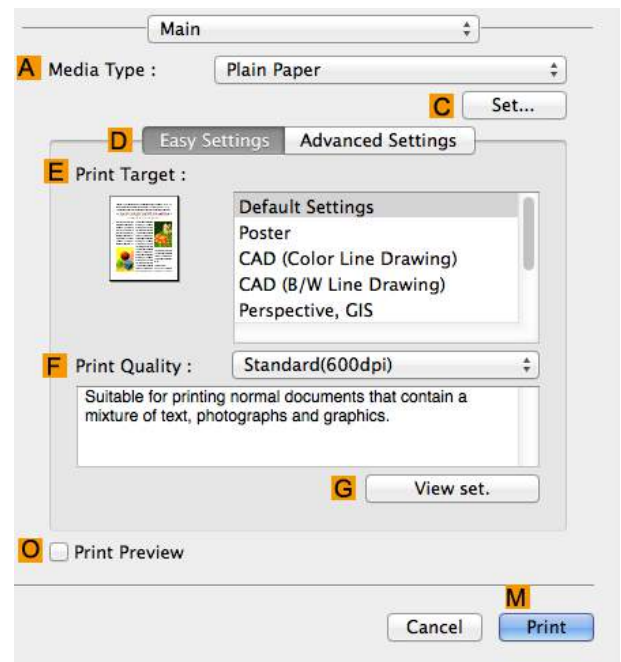 Main
A Media Type : Plain Paper
C Set...
D Easy Settings Advanced Settings
E Print Target :
Default Settings
Poster
CAD (Color Line Drawing)
CAD (B/W Line Drawing)
Perspective, GIS
F Print Quality : Standard(600dpi)
Suitable for printing normal documents that contain a
mixture of text, photographs and graphics.
G View set.
O Print Preview
M
Cancel Print